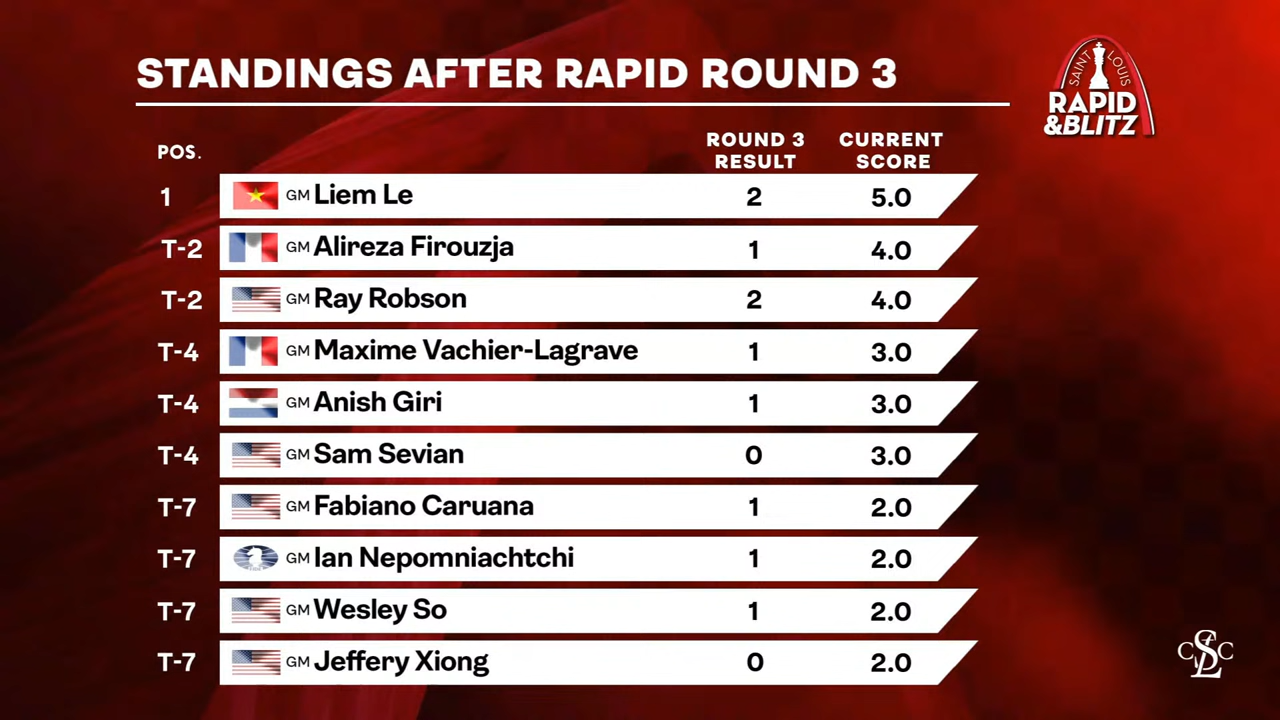 STANDINGS AFTER RAPID ROUND 3
SAINT LOUIS
RAPID
&BLITZ
POS. ROUND 3 RESULT CURRENT SCORE
1 GM Liem Le 2 5.0
T-2 GM Alireza Firouzja 1 4.0
T-2 GM Ray Robson 2 4.0
T-4 GM Maxime Vachier-Lagrave 1 3.0
T-4 GM Anish Giri 1 3.0
T-4 GM Sam Sevian 0 3.0
T-7 GM Fabiano Caruana 1 2.0
T-7 GM Ian Nepomniachtchi 1 2.0
T-7 GM Wesley So 1 2.0
T-7 GM Jeffery Xiong 0 2.0
CSLC